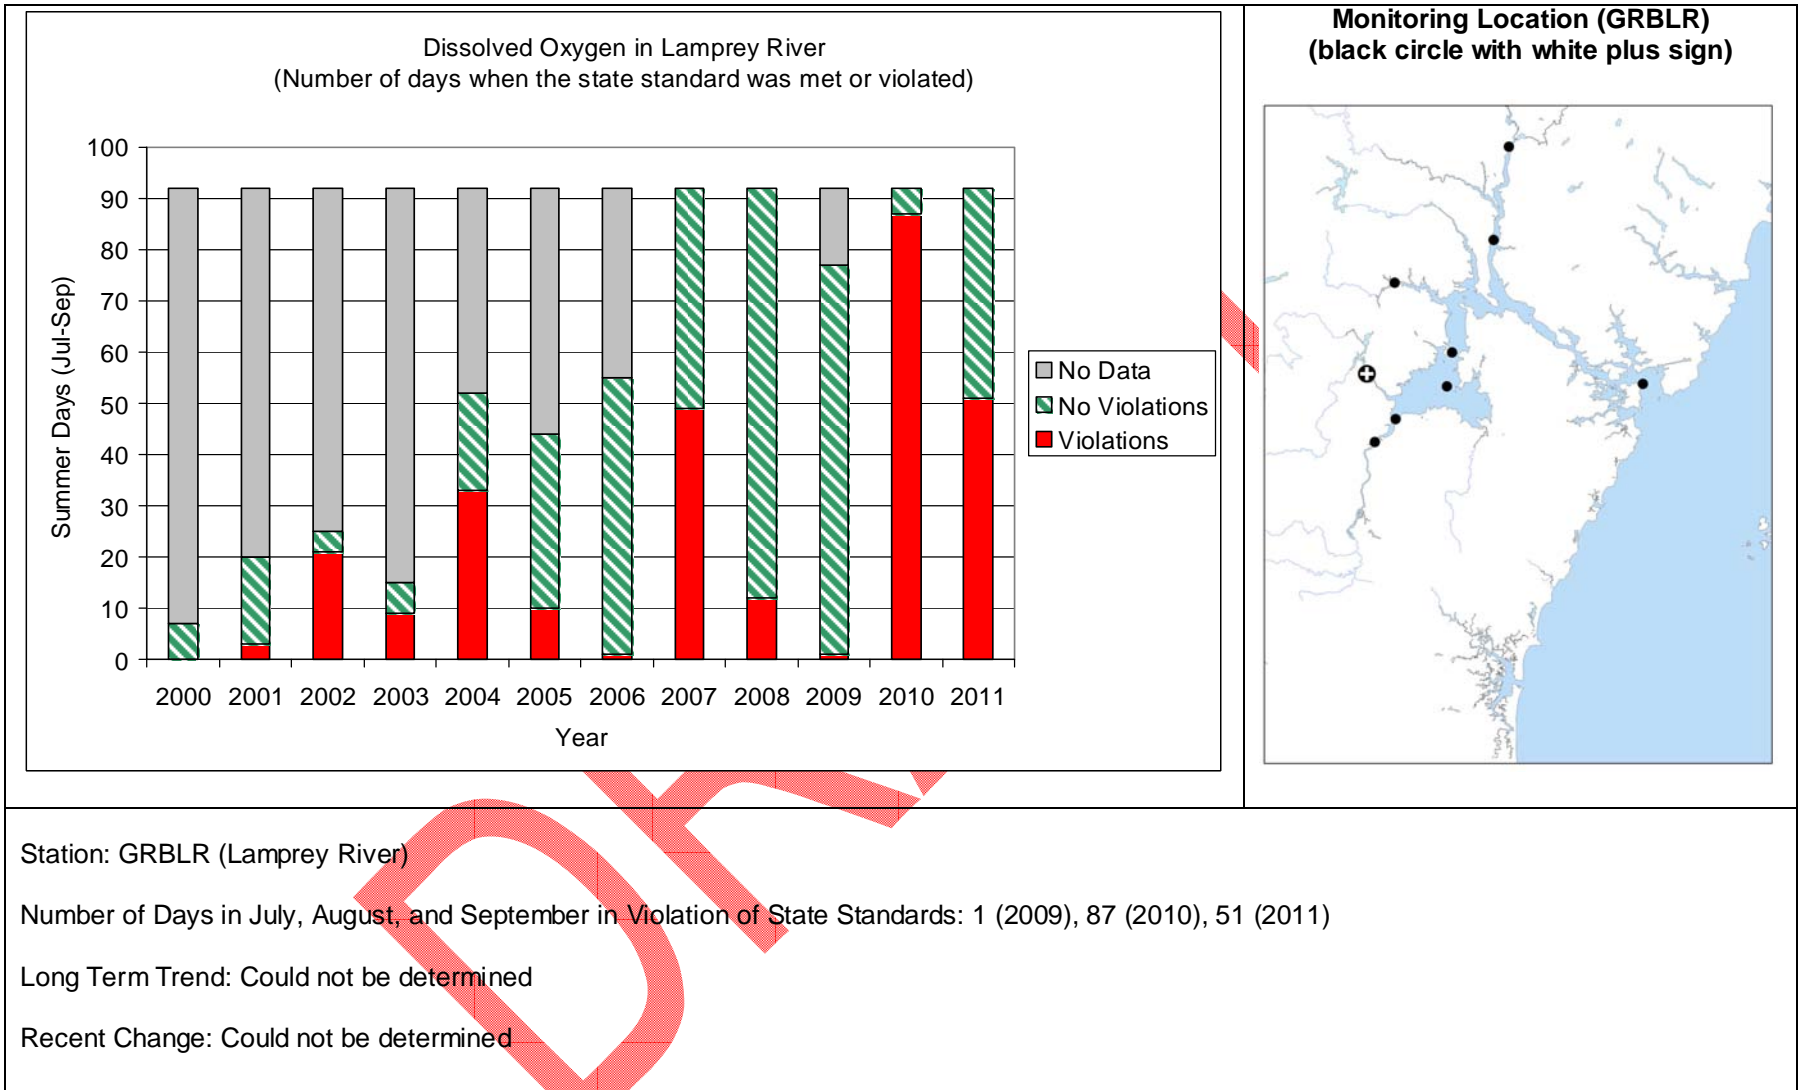 Dissolved Oxygen in Lamprey River
(Number of days when the state standard was met or violated)
100
90
80
70
60
50
40
30
20
10
0
Summer Days (Jul-Sep)
2000 2001 2002 2003 2004 2005 2006 2007 2008 2009 2010 2011
Year
No Data
No Violations
Violations
Monitoring Location (GRBLR)
(black circle with white plus sign)
Station: GRBLR (Lamprey River)
Number of Days in July, August, and September in Violation of State Standards: 1 (2009), 87 (2010), 51 (2011)
Long Term Trend: Could not be determined
Recent Change: Could not be determined